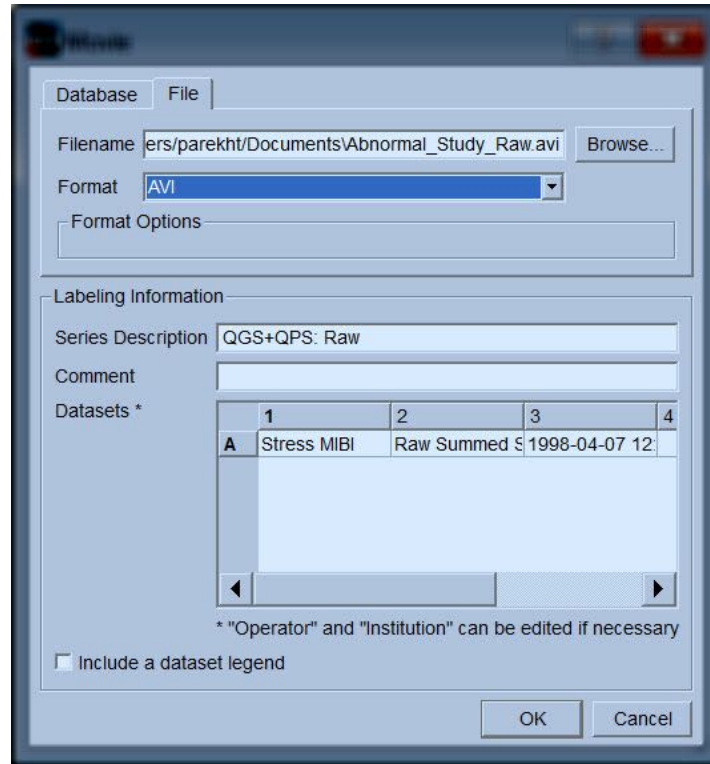 Movie
Database File
Filename ers/parekht/Documents\Abnormal_Study_Raw.avi Browse...
Format AVI
Format Options
Labeling Information
Series Description QGS+QPS: Raw
Comment
Datasets *
1 2 3 4
A Stress MIBI Raw Summed S 1998-04-07 12:
* "Operator" and "Institution" can be edited if necessary
Include a dataset legend
OK Cancel